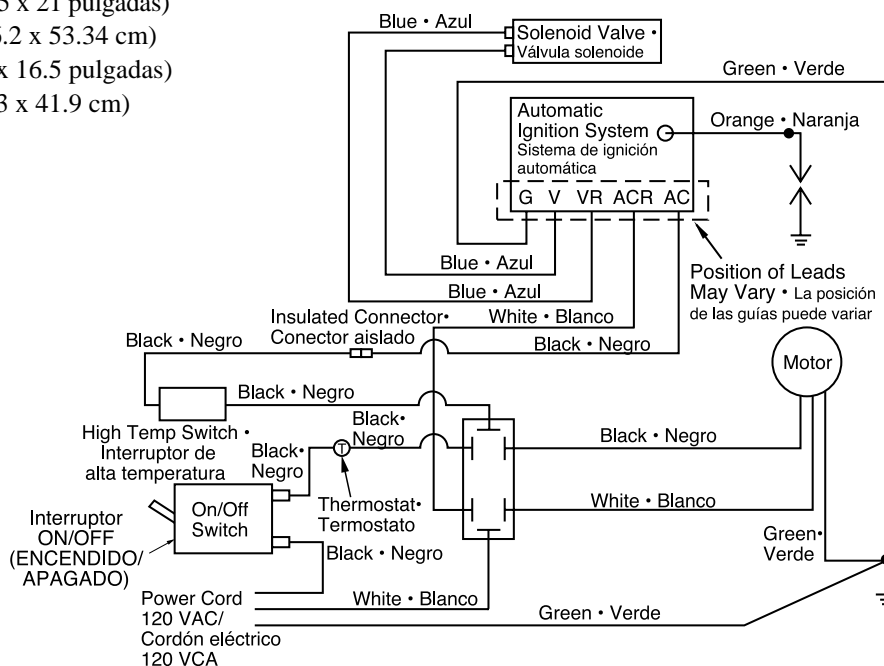 5 x 21 pulgadas)
6.2 x 53.34 cm)
x 16.5 pulgadas)
3 x 41.9 cm)
Blue • Azul
Solenoid Valve •
Válvula solenoide
Green • Verde
Automatic
Ignition System
Sistema de ignición
automática
Orange • Naranja
G V VR ACR AC
Blue • Azul
Blue • Azul
Position of Leads
May Vary • La posición
de las guías puede variar
Insulated Connector•
Conector aislado
White • Blanco
Black • Negro
Black • Negro
Motor
Black • Negro
High Temp Switch •
Interruptor de
alta temperatura
Black•
Negro
Black•
Negro
T
Black • Negro
Thermostat•
Termostato
White • Blanco
On/Off
Switch
Interruptor
ON/OFF
(ENCENDIDO/
APAGADO)
Black • Negro
Green•
Verde
Power Cord
120 VAC/
Cordón eléctrico
120 VCA
White • Blanco
Green • Verde